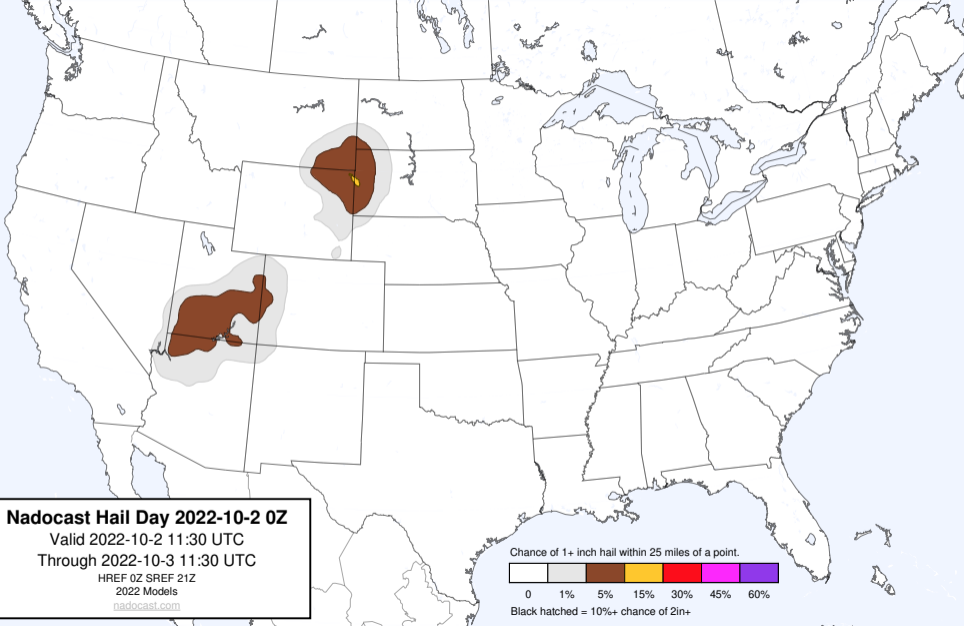 Nadocast Hail Day 2022-10-2 0Z
Valid 2022-10-2 11:30 UTC
Through 2022-10-3 11:30 UTC
HREF 0Z SREF 21Z
2022 Models
nadocast.com
Chance of 1+ inch hail within 25 miles of a point.
0 1% 5% 15% 30% 45% 60%
Black hatched = 10%+ chance of 2in+